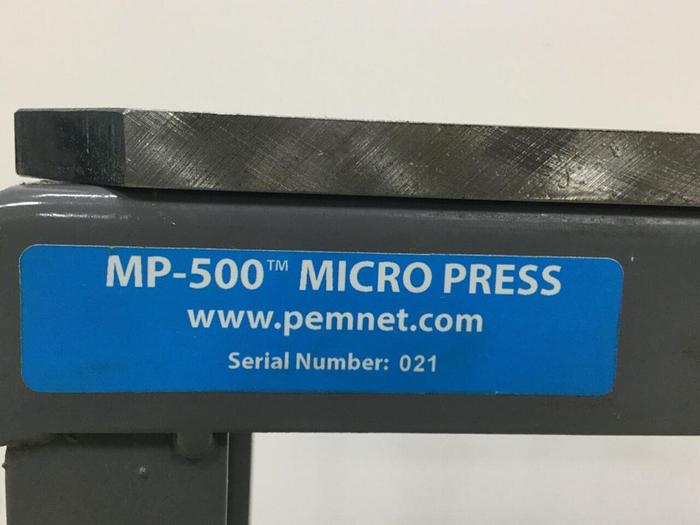 MP-500™ MICRO PRESS
www.pemnet.com
Serial Number: 021